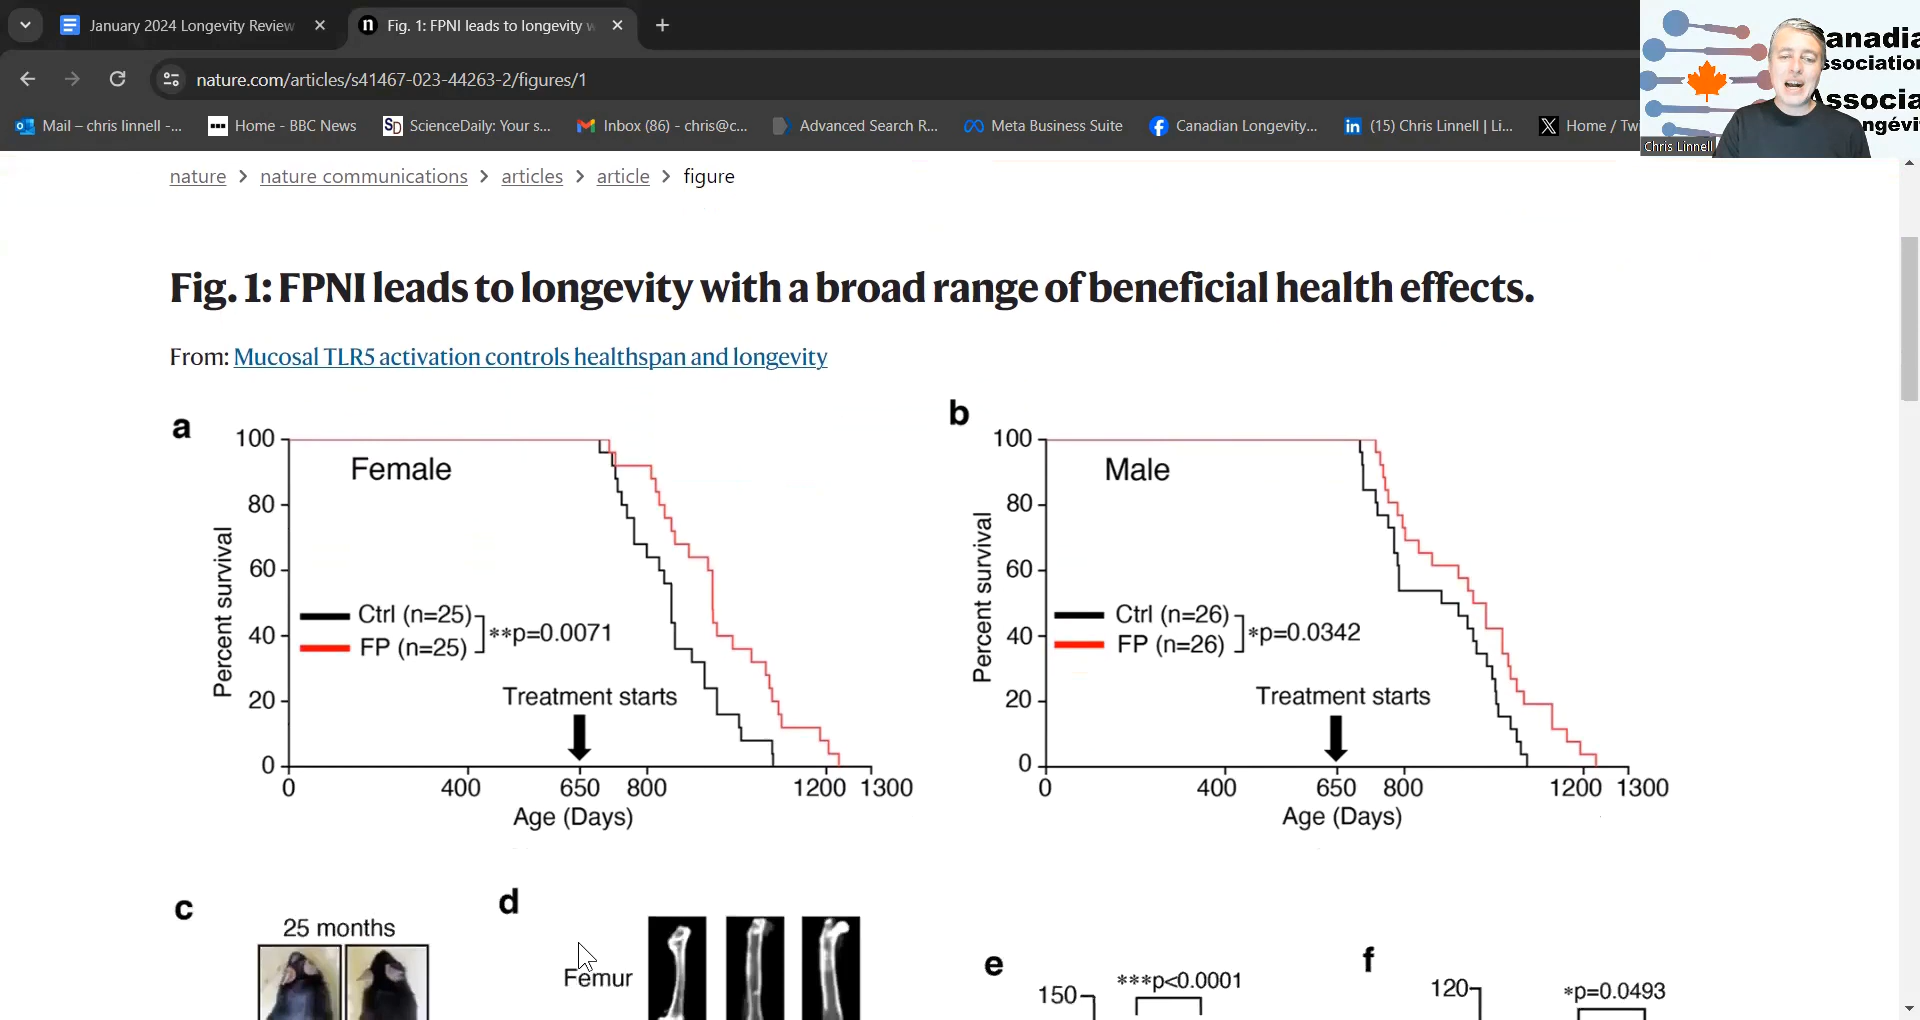 January 2024 Longevity Review
Fig. 1: FPNI leads to longevity w
nature.com/articles/s41467-023-44263-2/figures/1
Mail – chris linnell -...
Home - BBC News
SD
ScienceDaily: Your s...
Inbox (86) - chris@c...
Advanced Search R...
Meta Business Suite
Canadian Longevity...
(15) Chris Linnell | Li...
Home / Twi
anadia
ssociation
Associa
ngévi
Chris Linnell
nature > nature communications > articles > article > figure
Fig. 1: FPNI leads to longevity with a broad range of beneficial health effects.
From: Mucosal TLR5 activation controls healthspan and longevity
a
100
80
60
40
20
0
Percent survival
Female
Ctrl (n=25)
FP (n=25)
**p=0.0071
Treatment starts
0 400 650 800 1200 1300
Age (Days)
b
100
80
60
40
20
0
Percent survival
Male
Ctrl (n=26)
FP (n=26)
*p=0.0342
Treatment starts
0 400 650 800 1200 1300
Age (Days)
c
25 months
d
Femur
e
***p<0.0001
150
f
*p=0.0493
120